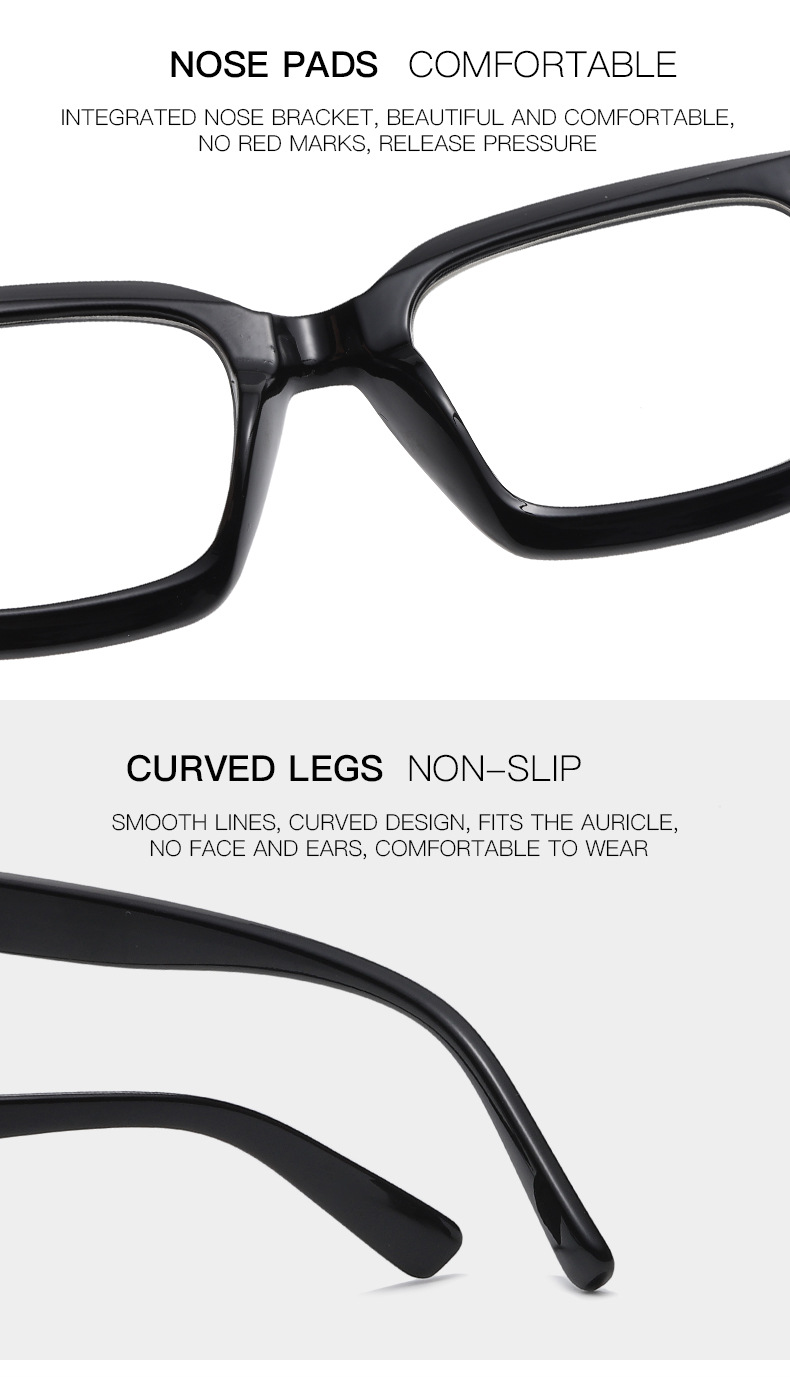 NOSE PADS COMFORTABLE
INTEGRATED NOSE BRACKET, BEAUTIFUL AND COMFORTABLE,
NO RED MARKS, RELEASE PRESSURE
CURVED LEGS NON-SLIP
SMOOTH LINES, CURVED DESIGN, FITS THE AURICLE,
NO FACE AND EARS, COMFORTABLE TO WEAR